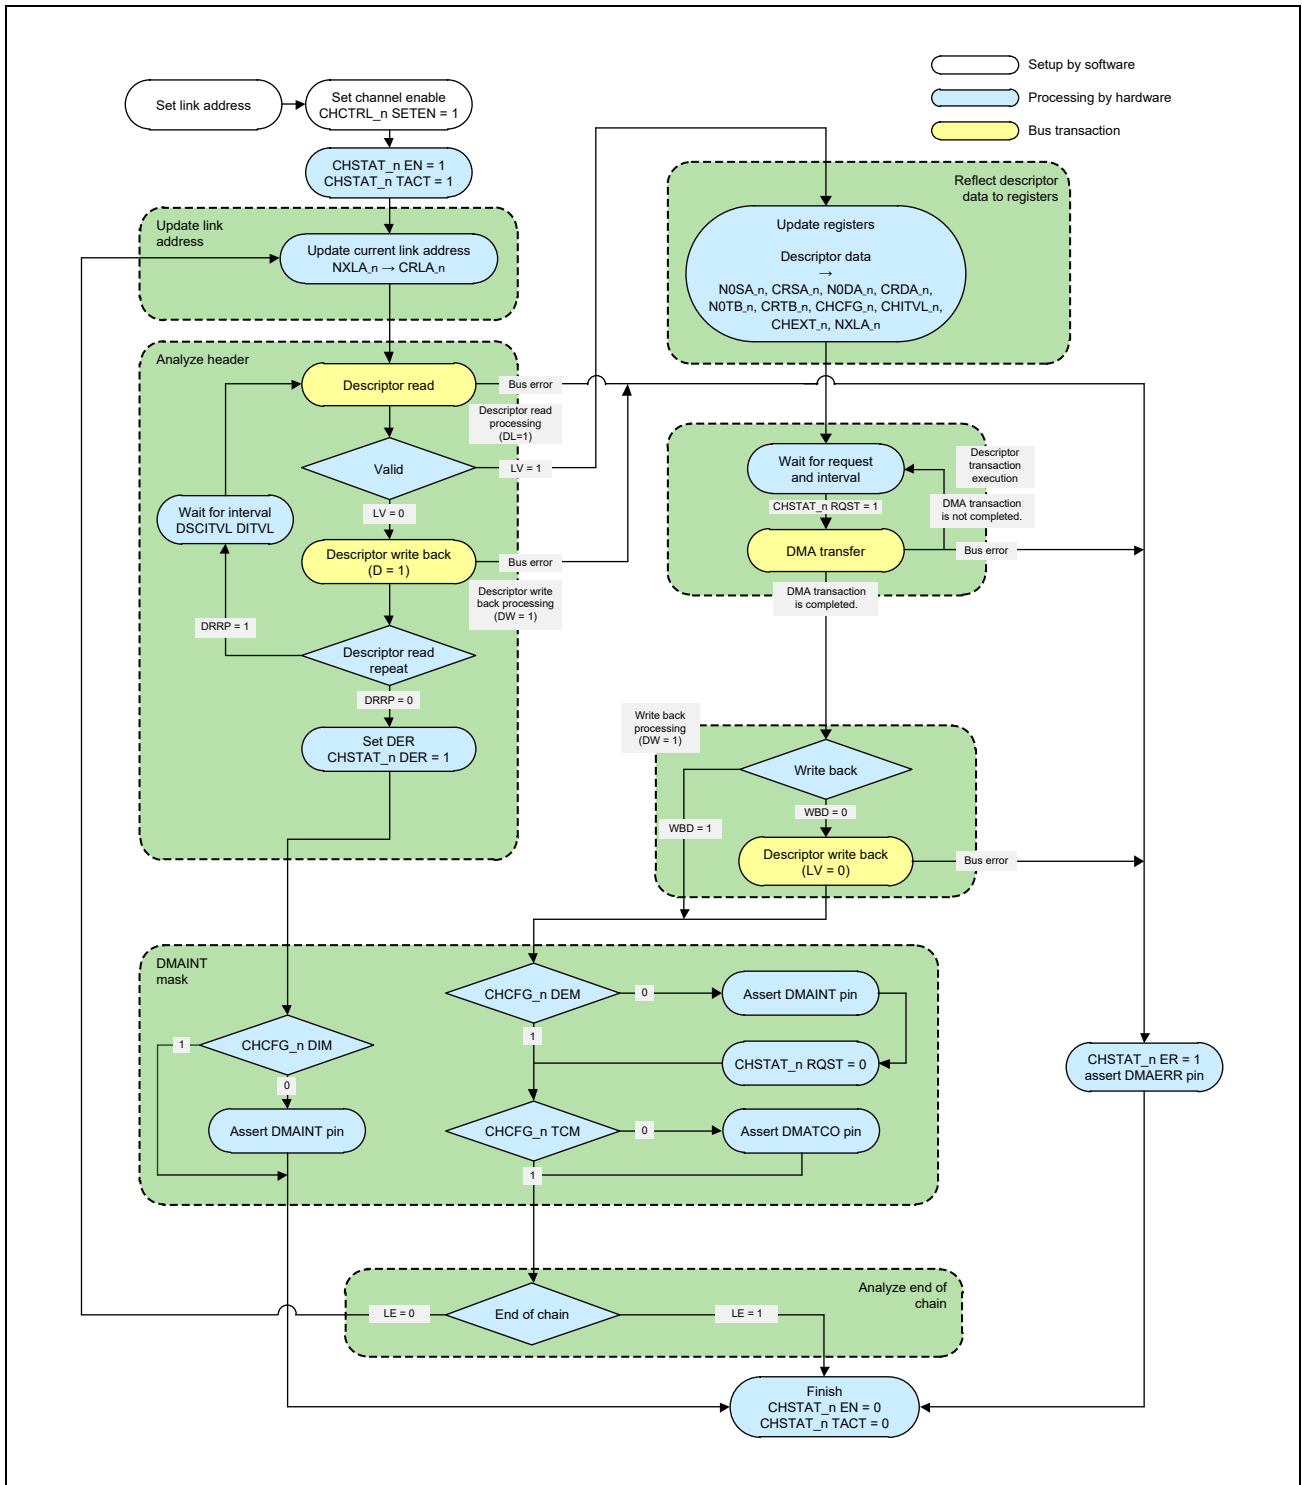 Setup by software
Processing by hardware
Bus transaction
Set link address
Set channel enable
CHCTRL_n SETEN = 1
CHSTAT_n EN = 1
CHSTAT_n TACT = 1
Update link
address
Update current link address
NXLA_n → CRLA_n
Reflect descriptor
data to registers
Update registers
Descriptor data
→
N0SA_n, CRSA_n, N0DA_n, CRDA_n,
N0TB_n, CRTB_n, CHCFG_n, CHITVL_n,
CHEXT_n, NXLA_n
Analyze header
Descriptor read
Bus error
Descriptor read
processing
(DL=1)
Valid
LV = 1
LV = 0
Wait for interval
DSCITVL DITVL
Descriptor write back
(D = 1)
Bus error
Descriptor write
back processing
(DW = 1)
DRRP = 1
Descriptor read
repeat
DRRP = 0
Set DER
CHSTAT_n DER = 1
Wait for request
and interval
Descriptor
transaction
execution
CHSTAT_n RQST = 1
DMA transaction
is not completed.
DMA transfer
Bus error
DMA transaction
is completed.
Write back
processing
(DW = 1)
Write back
WBD = 0
WBD = 1
Descriptor write back
(LV = 0)
Bus error
DMAINT
mask
CHCFG_n DEM
0
Assert DMAINT pin
1
CHSTAT_n RQST = 0
1
CHCFG_n DIM
0
Assert DMAINT pin
CHCFG_n TCM
0
Assert DMATCO pin
1
CHSTAT_n ER = 1
assert DMAERR pin
Analyze end of
chain
LE = 0
End of chain
LE = 1
Finish
CHSTAT_n EN = 0
CHSTAT_n TACT = 0